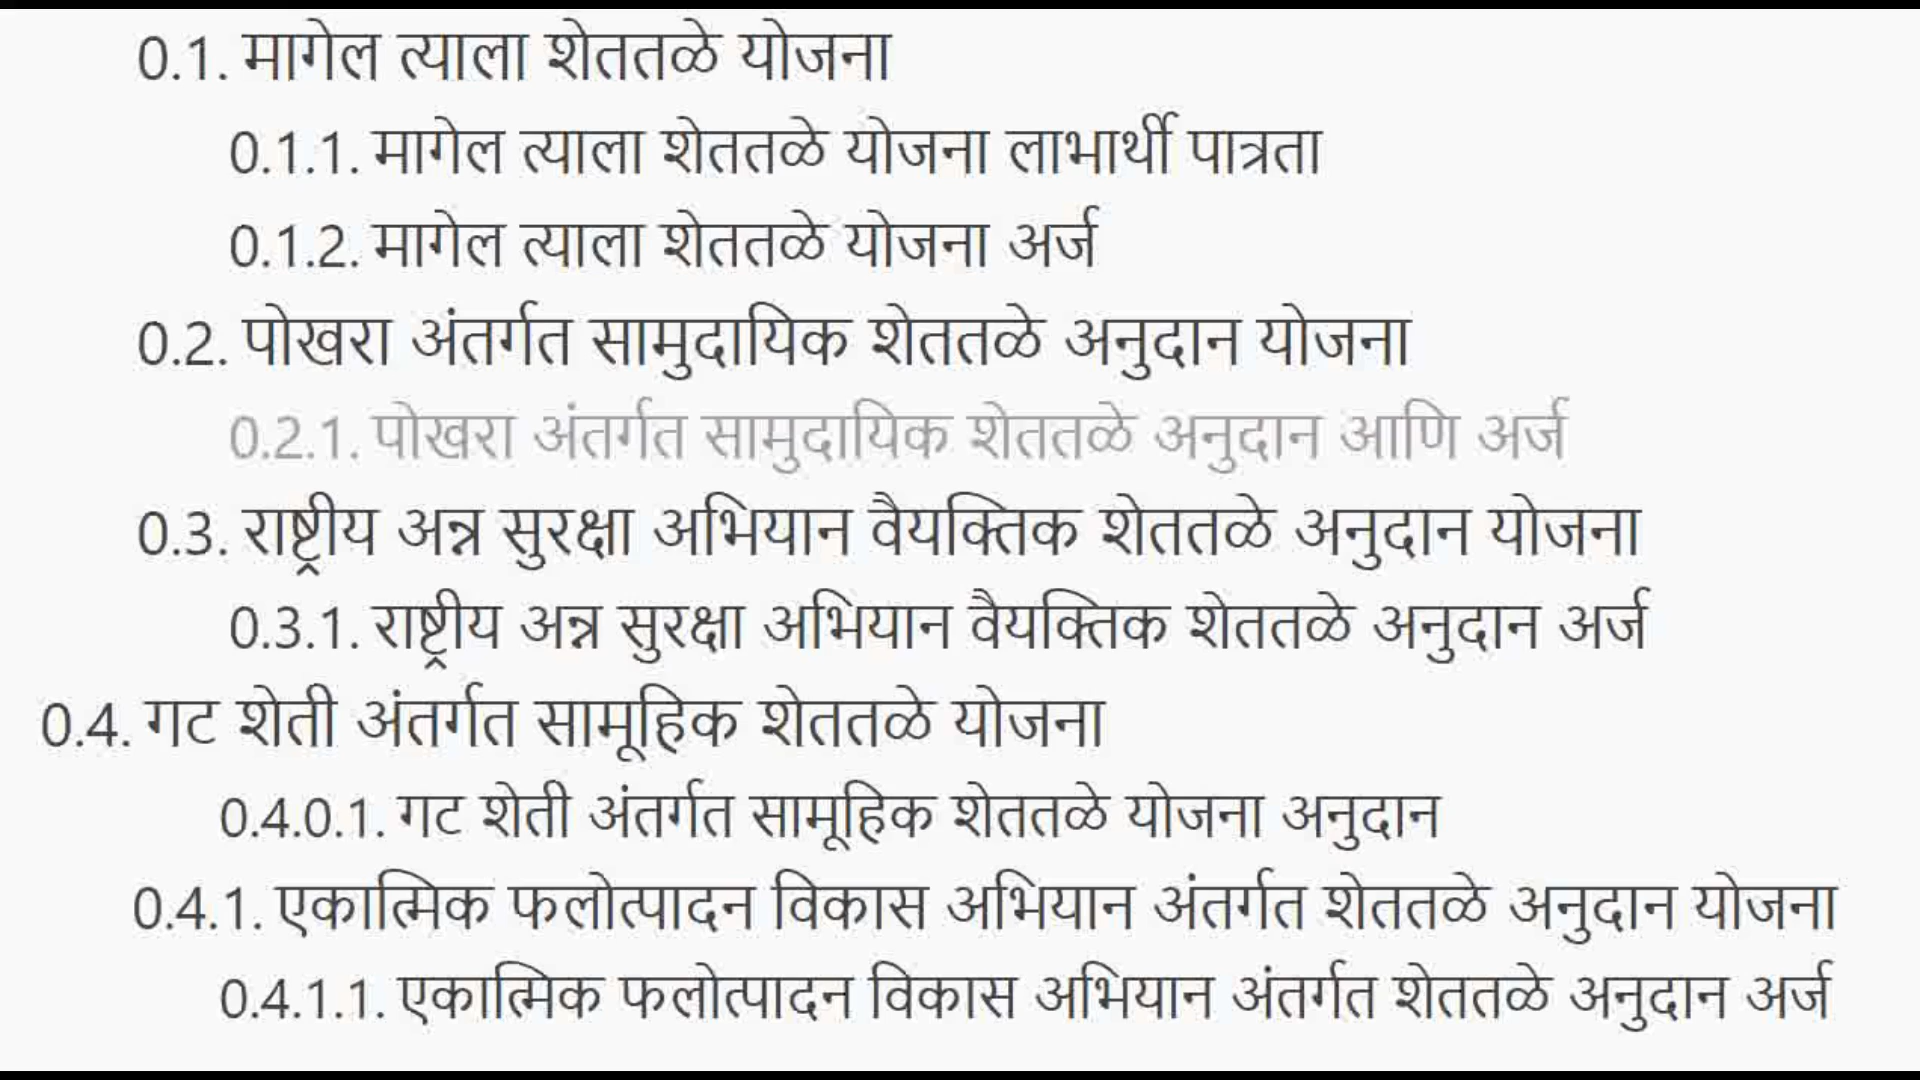 0.1. मागेल त्याला शेततळे योजना
0.1.1. मागेल त्याला शेततळे योजना लाभार्थी पात्रता
0.1.2. मागेल त्याला शेततळे योजना अर्ज
0.2. पोखरा अंतर्गत सामुदायिक शेततळे अनुदान योजना
0.2.1. पोखरा अंतर्गत सामुदायिक शेततळे अनुदान आणि अर्ज
0.3. राष्ट्रीय अन्न सुरक्षा अभियान वैयक्तिक शेततळे अनुदान योजना
0.3.1. राष्ट्रीय अन्न सुरक्षा अभियान वैयक्तिक शेततळे अनुदान अर्ज
0.4. गट शेती अंतर्गत सामूहिक शेततळे योजना
0.4.0.1. गट शेती अंतर्गत सामूहिक शेततळे योजना अनुदान
0.4.1. एकात्मिक फलोत्पादन विकास अभियान अंतर्गत शेततळे अनुदान योजना
0.4.1.1. एकात्मिक फलोत्पादन विकास अभियान अंतर्गत शेततळे अनुदान अर्ज